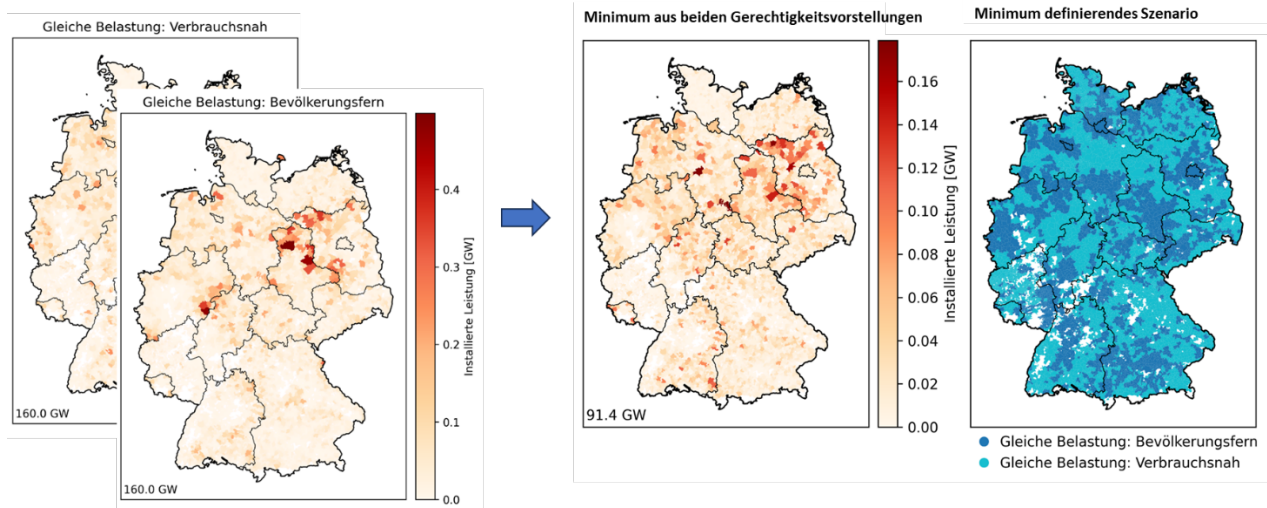 Gleiche Belastung: Verbrauchsnah
160.0 GW
Gleiche Belastung: Bevölkerungsfern
160.0 GW
0.4
0.3
0.2
0.1
0.0
Installierte Leistung [GW]
Minimum aus beiden Gerechtigkeitsvorstellungen
91.4 GW
0.16
0.14
0.12
0.10
0.08
0.06
0.04
0.02
0.00
Installierte Leistung [GW]
Minimum definierendes Szenario
Gleiche Belastung: Bevölkerungsfern
Gleiche Belastung: Verbrauchsnah